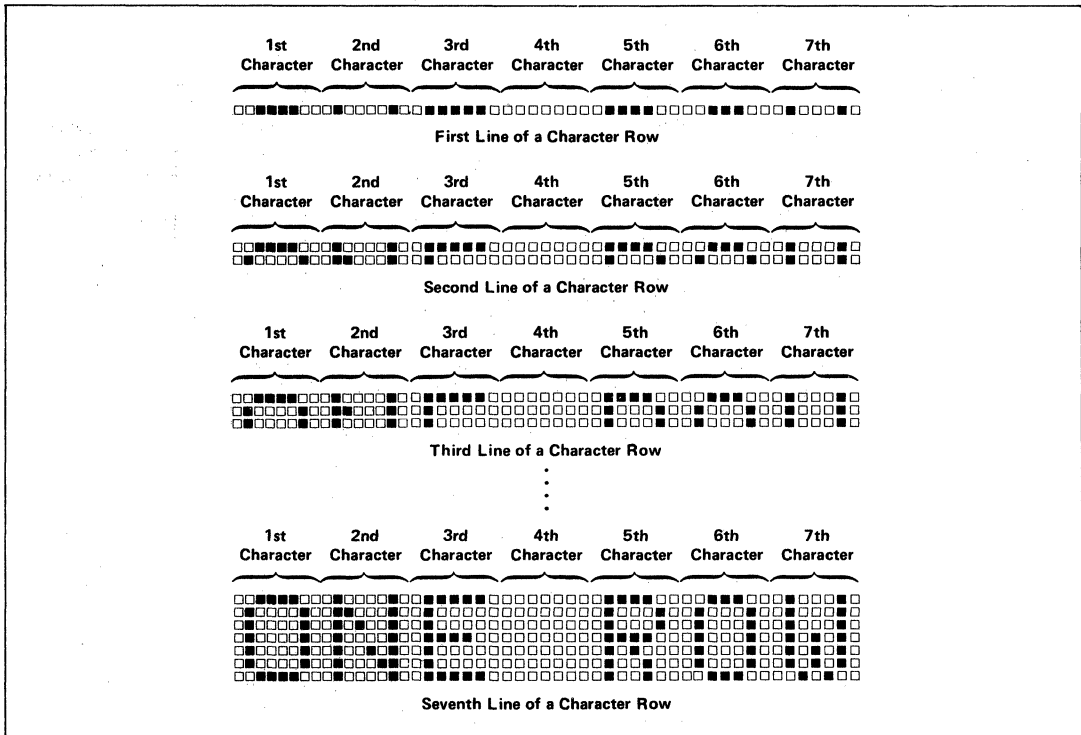 1st 2nd 3rd 4th 5th 6th 7th
Character Character Character Character Character Character Character
First Line of a Character Row
1st 2nd 3rd 4th 5th 6th 7th
Character Character Character Character Character Character Character
Second Line of a Character Row
1st 2nd 3rd 4th 5th 6th 7th
Character Character Character Character Character Character Character
Third Line of a Character Row
1st 2nd 3rd 4th 5th 6th 7th
Character Character Character Character Character Character Character
ONE ROW
Seventh Line of a Character Row